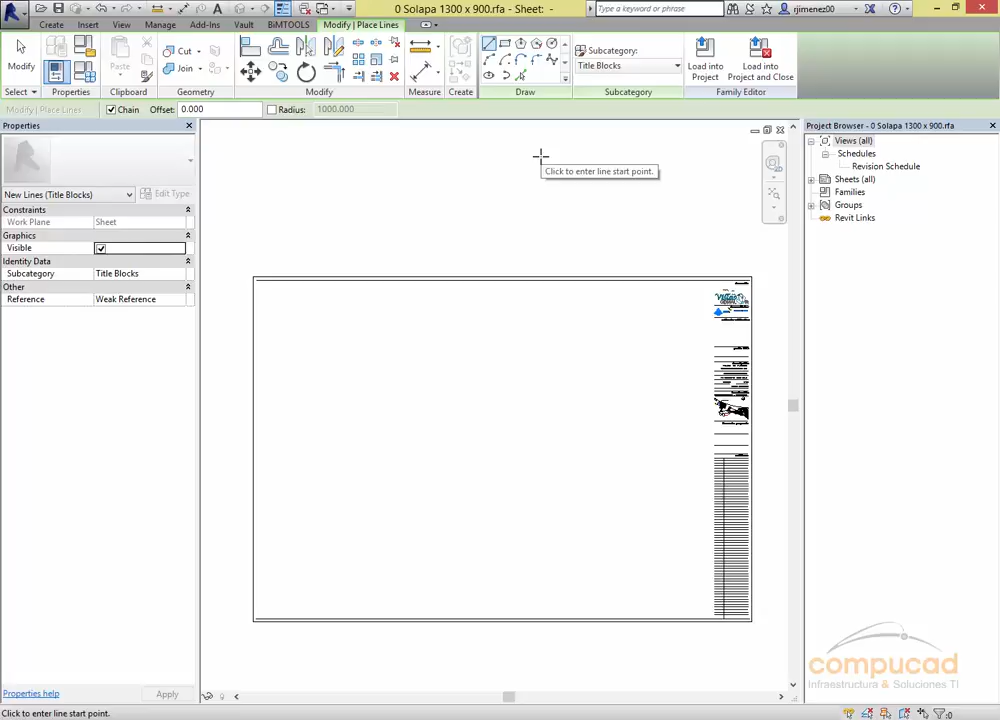 0 Solapa 1300 x 900.rfa - Sheet: -
Type a keyword or phrase
rjimenez00
Create Insert View Manage Add-Ins Vault BiMTOOLS Modify | Place Lines
Modify
Paste
Cut
Join
Subcategory:
Title Blocks
Load into
Project
Load into
Project and Close
Select Properties Clipboard Geometry Modify Measure Create Draw Subcategory Family Editor
Modify | Place Lines
Chain
Offset: 0.000
Radius: 1000.000
Properties
New Lines (Title Blocks)
Edit Type
Constraints
Work Plane Sheet
Graphics
Visible
Identity Data
Subcategory Title Blocks
Other
Reference Weak Reference
Properties help
Apply
Click to enter line start point.
Project Browser - 0 Solapa 1300 x 900.rfa
Views (all)
Schedules
Revision Schedule
Sheets (all)
Families
Groups
Revit Links
compucad
Infraestructura & Soluciones TI
Click to enter line start point.
:0